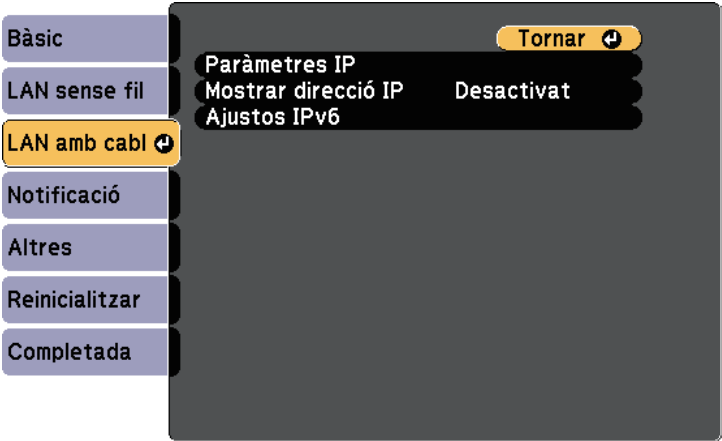 Bàsic
LAN sense fil
LAN amb cabl
Notificació
Altres
Reinicialitzar
Completada
Tornar
Paràmetres IP
Mostrar direcció IP Desactivat
Ajustos IPv6